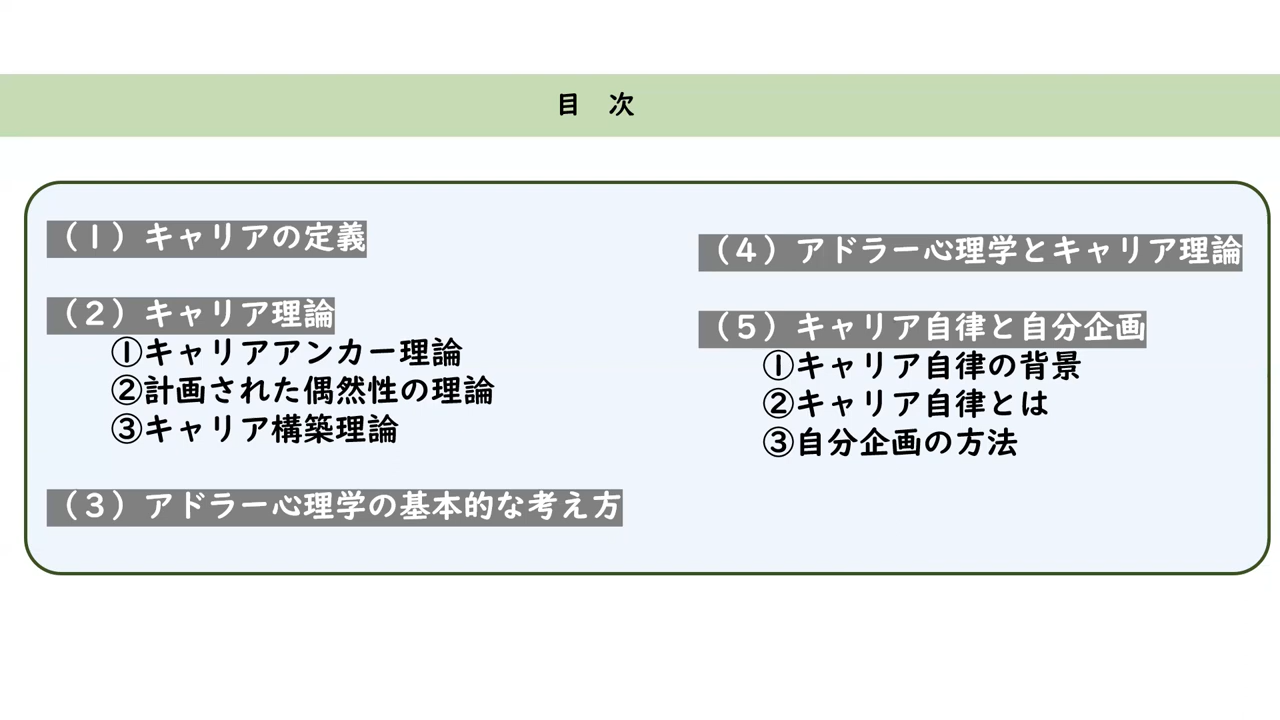 目　次
（１）キャリアの定義
（２）キャリア理論
①キャリアアンカー理論
②計画された偶然性の理論
③キャリア構築理論
（３）アドラー心理学の基本的な考え方
（４）アドラー心理学とキャリア理論
（５）キャリア自律と自分企画
①キャリア自律の背景
②キャリア自律とは
③自分企画の方法